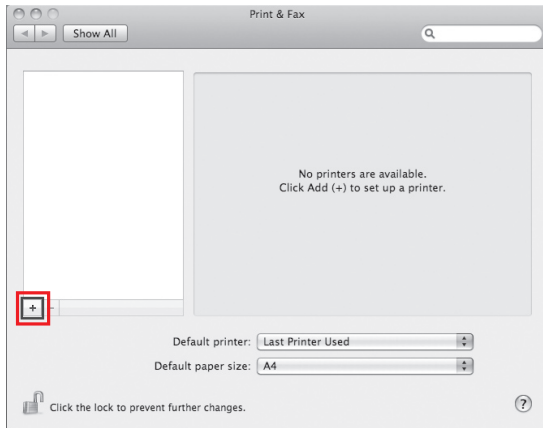 Print & Fax
Show All
No printers are available.
Click Add (+) to set up a printer.
+ -
Default printer: Last Printer Used
Default paper size: A4
Click the lock to prevent further changes.
?